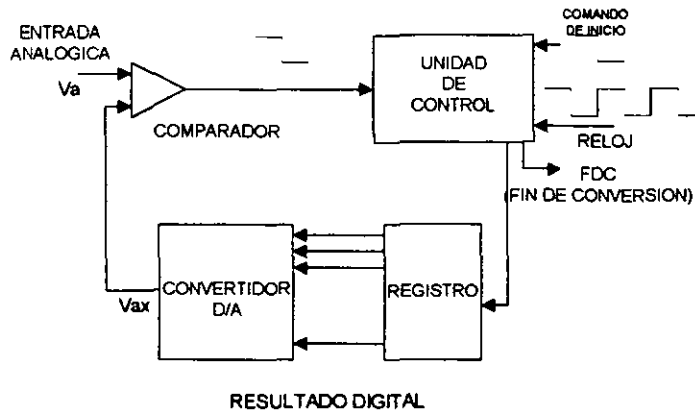 ENTRADA
ANALOGICA
Va
COMPARADOR
UNIDAD
DE
CONTROL
COMANDO
DE INICIO
RELOJ
FDC
(FIN DE CONVERSION)
Vax
CONVERTIDOR
D/A
REGISTRO
RESULTADO DIGITAL